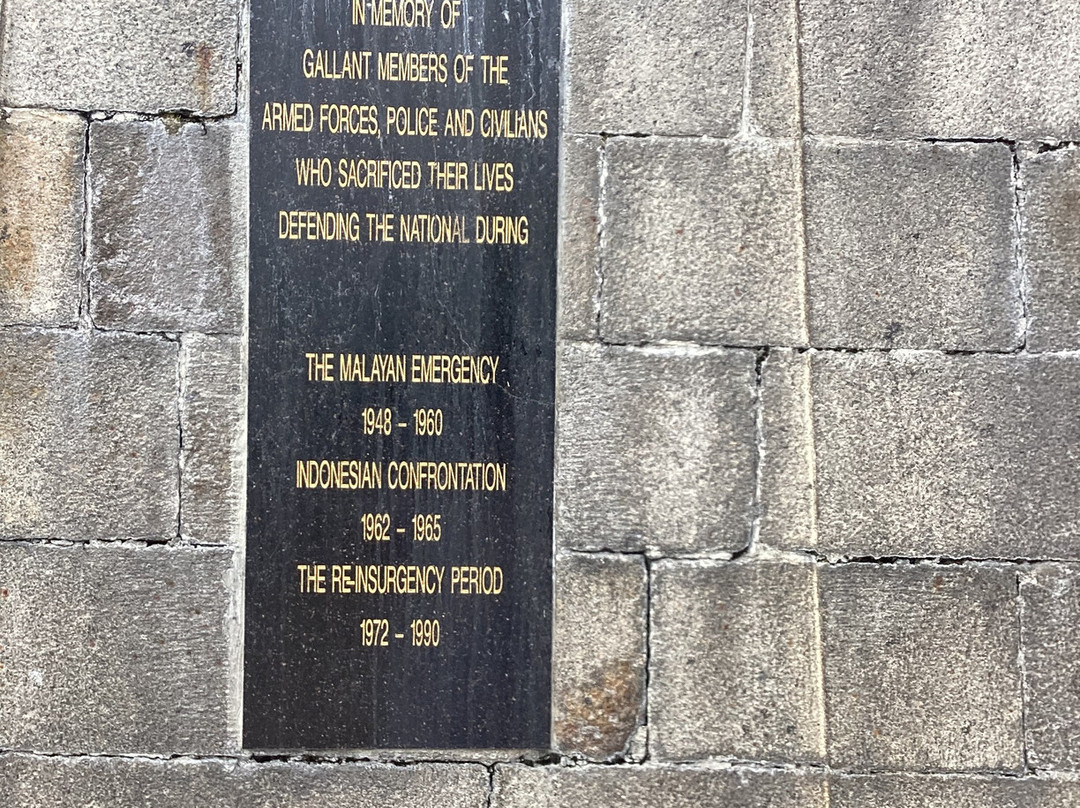 IN MEMORY OF
GALLANT MEMBERS OF THE
ARMED FORCES, POLICE AND CIVILIANS
WHO SACRIFICED THEIR LIVES
DEFENDING THE NATIONAL DURING
THE MALAYAN EMERGENCY
1948 – 1960
INDONESIAN CONFRONTATION
1962 – 1965
THE RE-INSURGENCY PERIOD
1972 – 1990